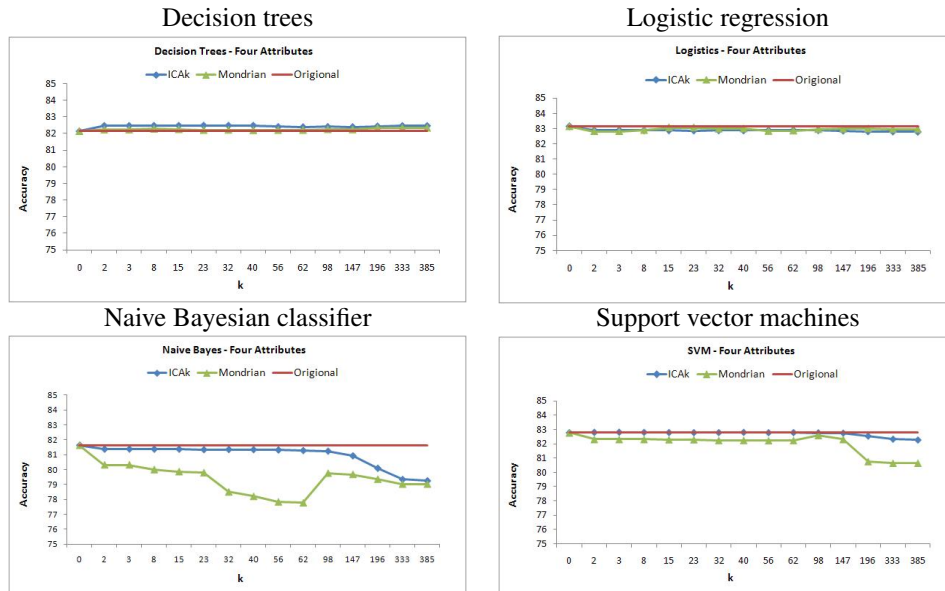 Decision trees
Decision Trees - Four Attributes
ICAk Mondrian Origional
85
84
83
82
81
80
79
78
77
76
75
Accuracy
0 2 3 8 15 23 32 40 56 62 98 147 196 333 385
k
Logistic regression
Logistics - Four Attributes
ICAk Mondrian Origional
85
84
83
82
81
80
79
78
77
76
75
Accuracy
0 2 3 8 15 23 32 40 56 62 98 147 196 333 385
k
Naive Bayesian classifier
Naive Bayes - Four Attributes
ICAk Mondrian Origional
85
84
83
82
81
80
79
78
77
76
75
Accuracy
0 2 3 8 15 23 32 40 56 62 98 147 196 333 385
k
Support vector machines
SVM - Four Attributes
ICAk Mondrian Origional
85
84
83
82
81
80
79
78
77
76
75
Accuracy
0 2 3 8 15 23 32 40 56 62 98 147 196 333 385
k